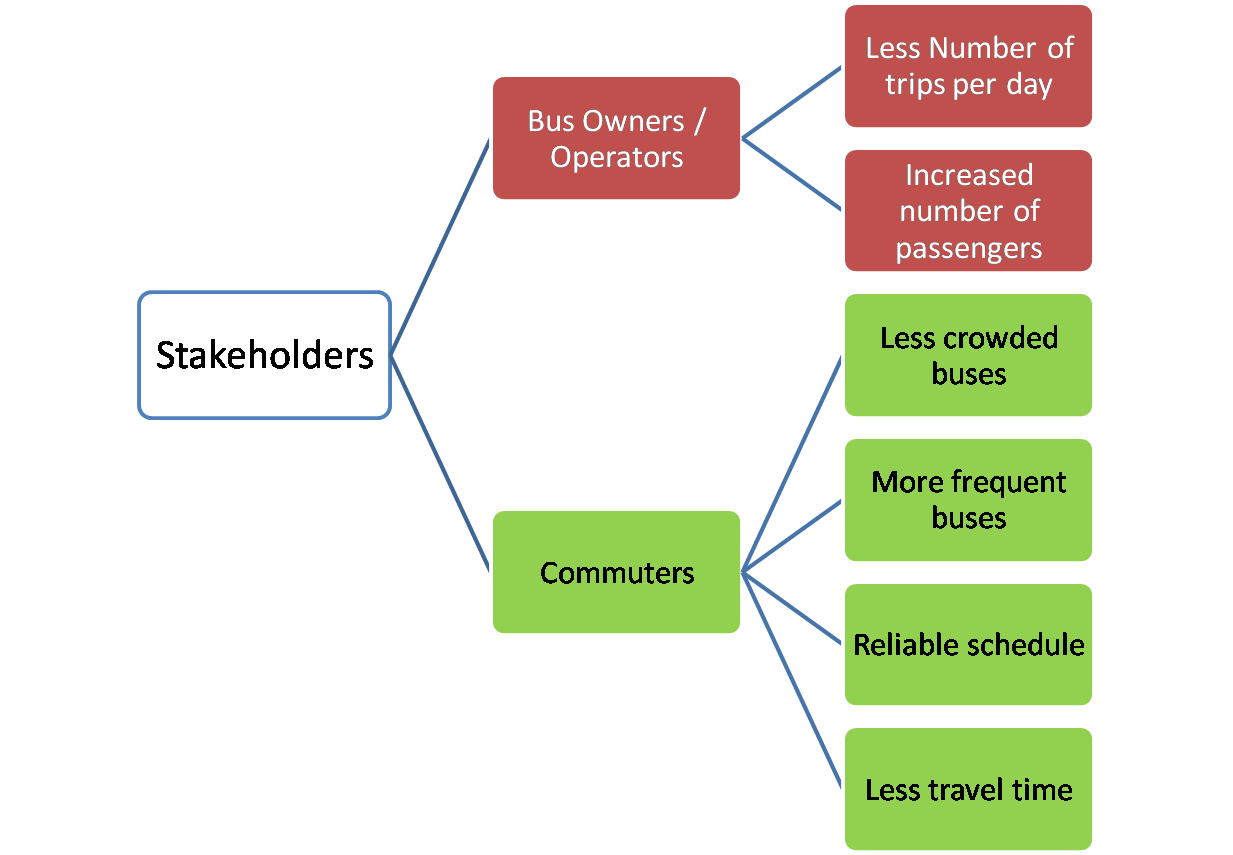 Stakeholders
Bus Owners /
Operators
Less Number of
trips per day
Increased
number of
passengers
Commuters
Less crowded
buses
More frequent
buses
Reliable schedule
Less travel time